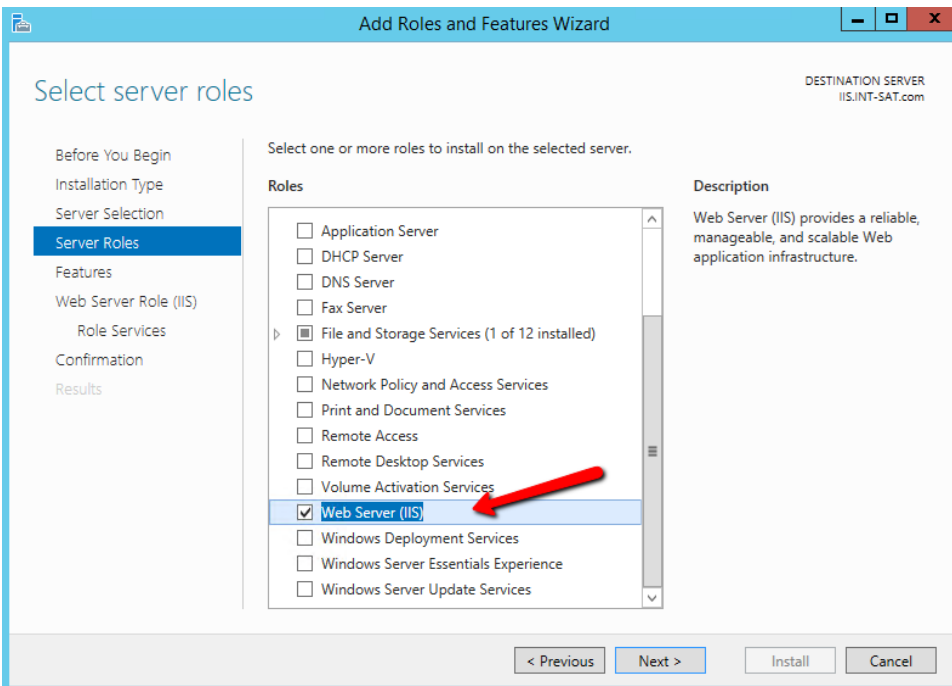 Add Roles and Features Wizard
Select server roles
DESTINATION SERVER
IIS.INT-SAT.com
Before You Begin
Installation Type
Server Selection
Server Roles
Features
Web Server Role (IIS)
Role Services
Confirmation
Results
Select one or more roles to install on the selected server.
Roles
Application Server
DHCP Server
DNS Server
Fax Server
File and Storage Services (1 of 12 installed)
Hyper-V
Network Policy and Access Services
Print and Document Services
Remote Access
Remote Desktop Services
Volume Activation Services
Web Server (IIS)
Windows Deployment Services
Windows Server Essentials Experience
Windows Server Update Services
Description
Web Server (IIS) provides a reliable,
manageable, and scalable Web
application infrastructure.
< Previous
Next >
Install
Cancel